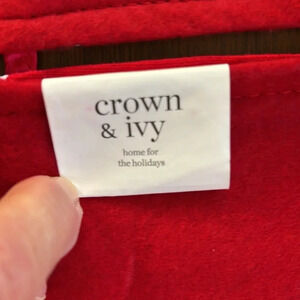 crown
& ivy
home for
the holidays